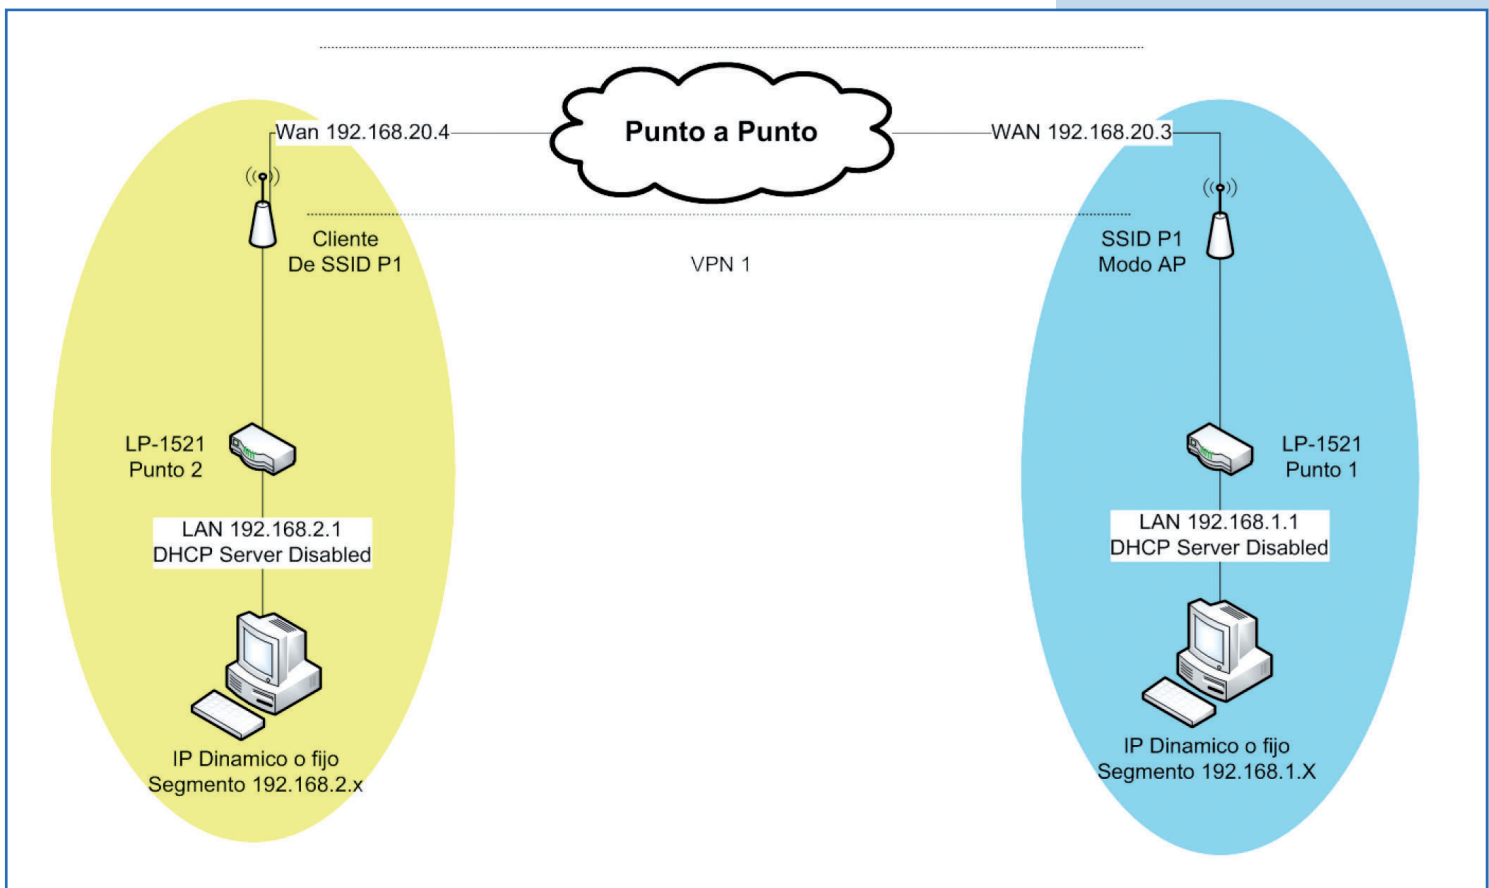 Punto a Punto
Wan 192.168.20.4
WAN 192.168.20.3
Cliente
De SSID P1
VPN 1
SSID P1
Modo AP
LP-1521
Punto 2
LP-1521
Punto 1
LAN 192.168.2.1
DHCP Server Disabled
LAN 192.168.1.1
DHCP Server Disabled
IP Dinamico o fijo
Segmento 192.168.2.x
IP Dinamico o fijo
Segmento 192.168.1.X